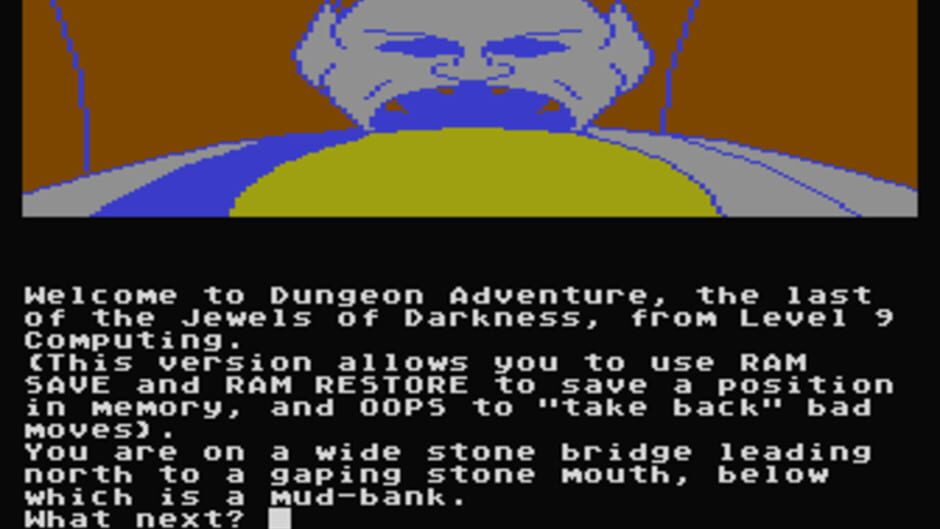 Welcome to Dungeon Adventure, the last
of the Jewels of Darkness, from Level 9
Computing.
(This version allows you to use RAM
SAVE and RAM RESTORE to save a position
in memory, and OOPS to "take back" bad
moves).
You are on a wide stone bridge leading
north to a gaping stone mouth, below
which is a mud-bank.
What next?